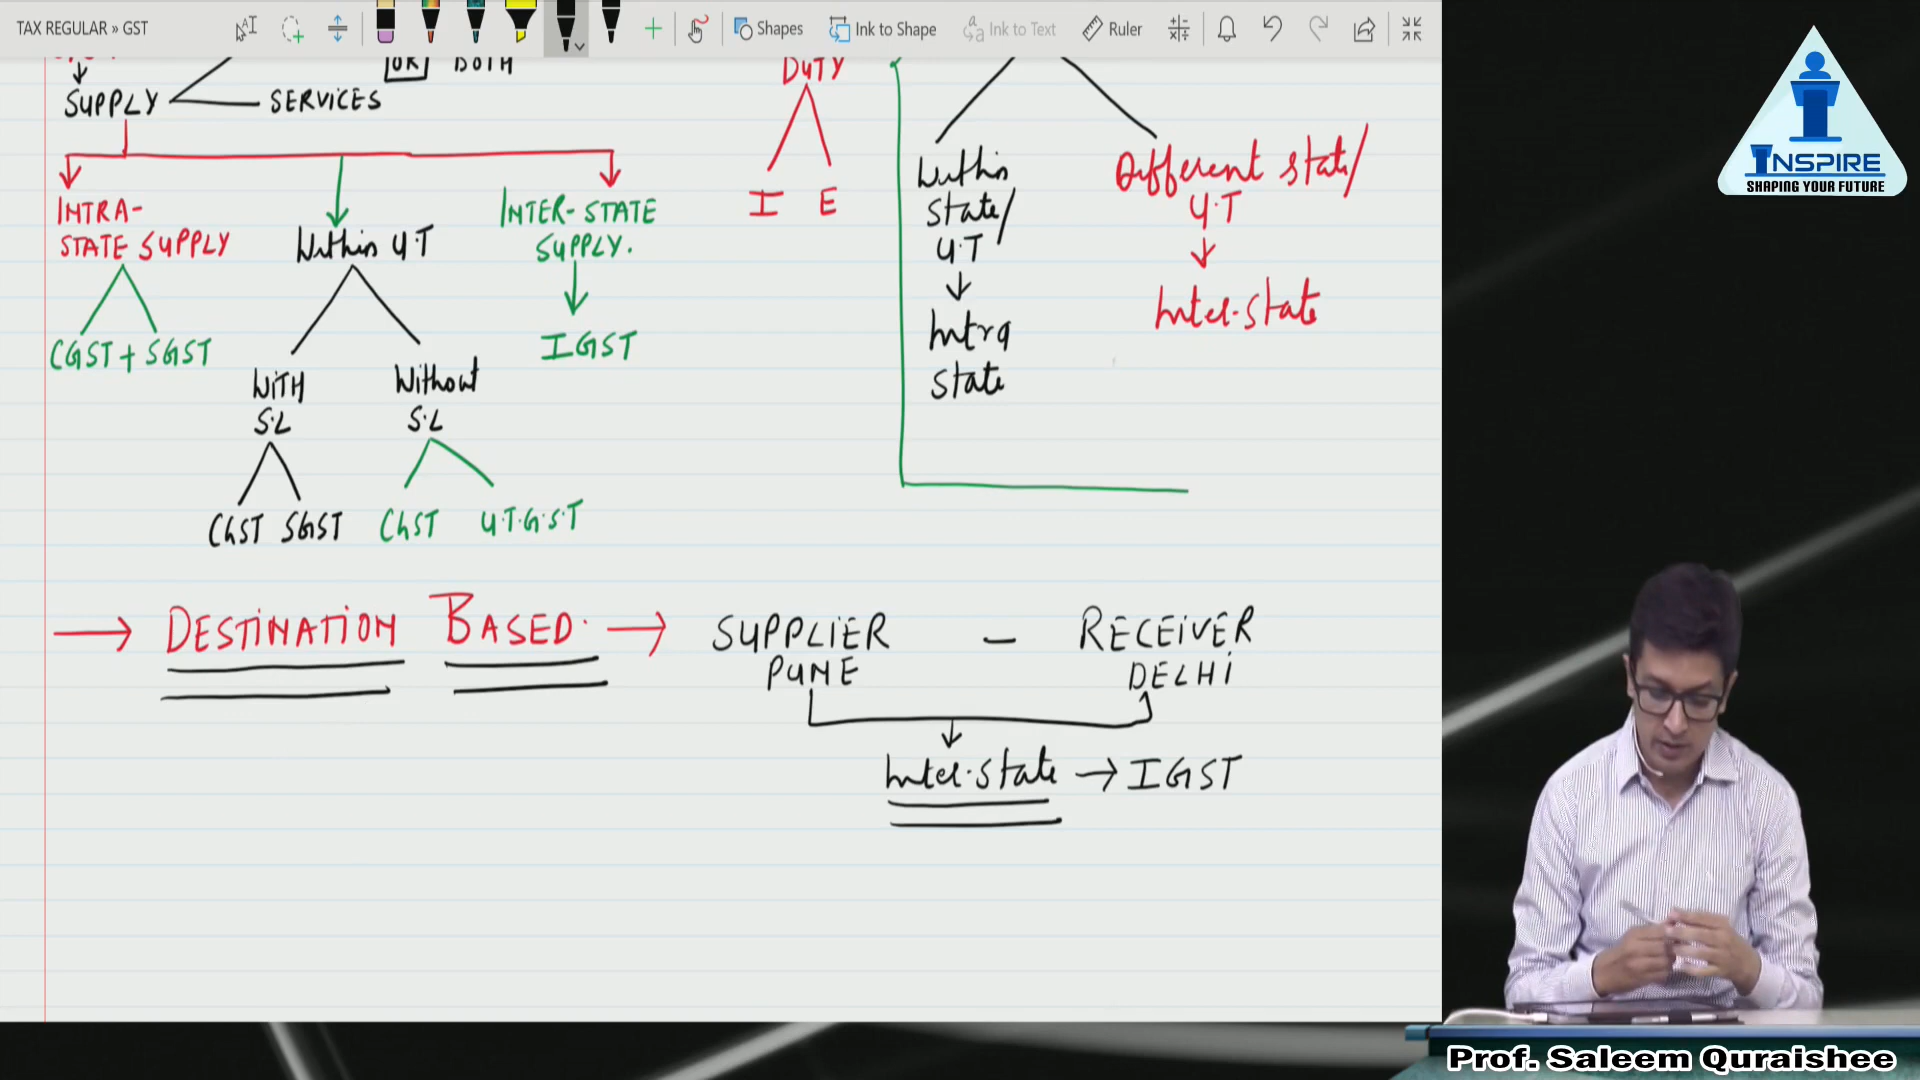 TAX REGULAR » GST
Shapes
Ink to Shape
Ink to Text
Ruler
OR BOTH
SUPPLY
SERVICES
INTRA-
STATE SUPPLY
CGST + SGST
Within U.T
WITH
S.L
Without
S.L
CGST SGST
CGST U.T.G.S.T
INTER-STATE
SUPPLY.
IGST
DUTY
I E
Within
State/
U.T
Intra
State
Different State/
U.T
Inter-State
→ DESTINATION BASED. → SUPPLIER – RECEIVER
PUNE DELHI
Inter-State → IGST
INSPIRE
SHAPING YOUR FUTURE
Prof. Saleem Quraishee